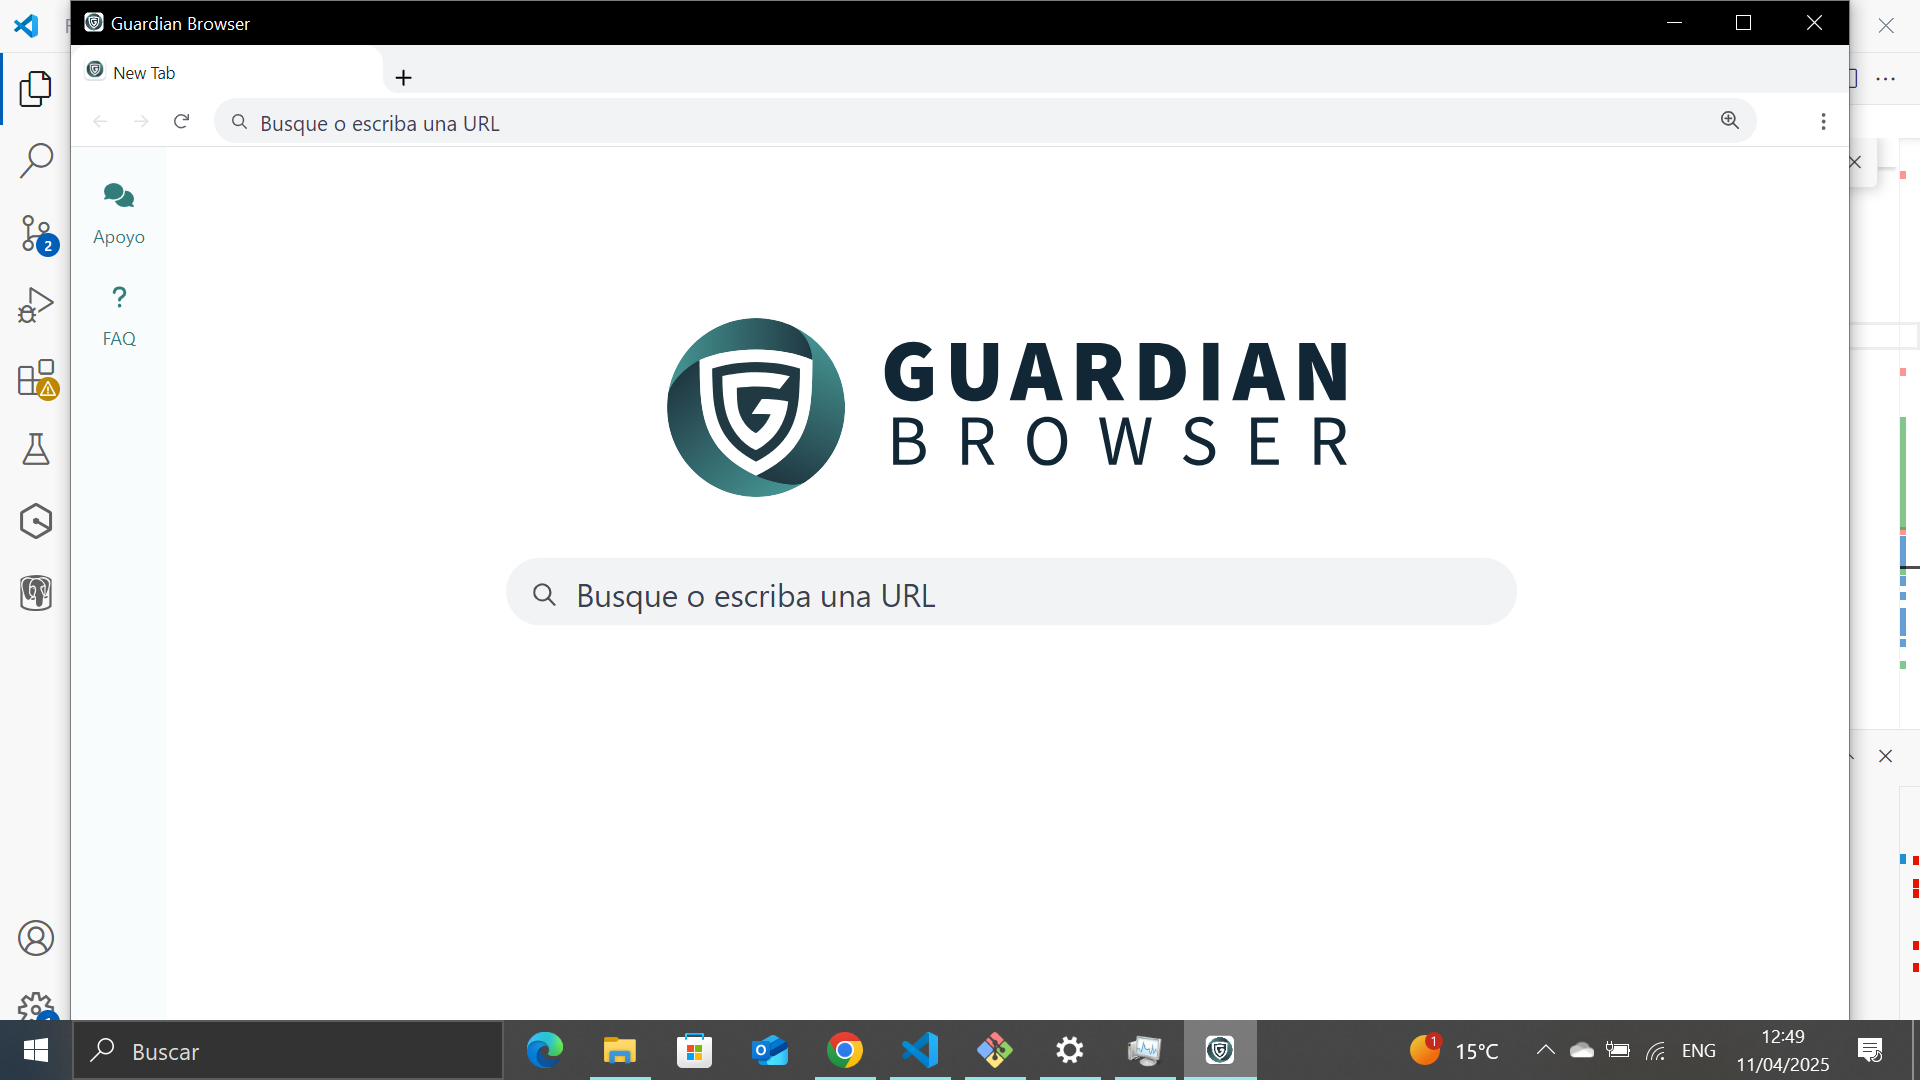 Guardian Browser
New Tab
Busque o escriba una URL
Apoyo
FAQ
GUARDIAN
BROWSER
Busque o escriba una URL
2
Buscar
1
15°C
ENG
12:49
11/04/2025